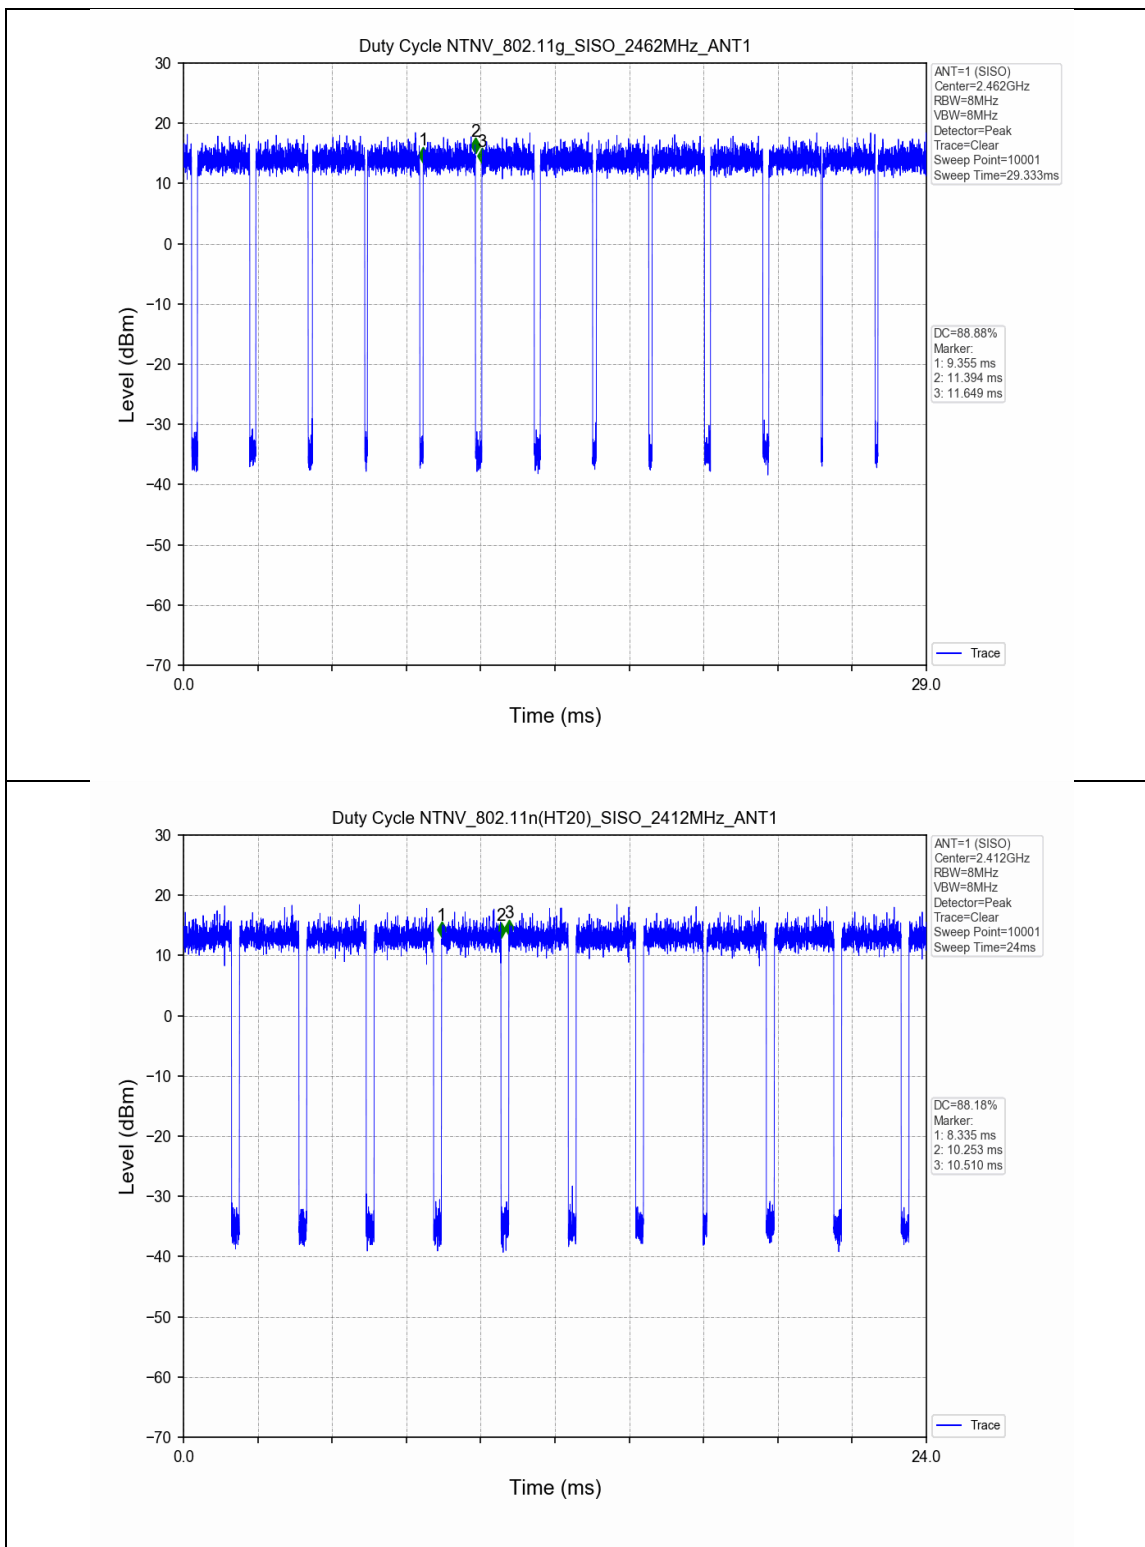 Duty Cycle NTNV_802.11g_SISO_2462MHz_ANT1
30
20
10
0
−10
−20
−30
−40
−50
−60
−70
Level (dBm)
1
2
3
0.0
29.0
Time (ms)
ANT=1 (SISO)
Center=2.462GHz
RBW=8MHz
VBW=8MHz
Detector=Peak
Trace=Clear
Sweep Point=10001
Sweep Time=29.333ms
DC=88.88%
Marker:
1: 9.355 ms
2: 11.394 ms
3: 11.649 ms
Trace
Duty Cycle NTNV_802.11n(HT20)_SISO_2412MHz_ANT1
30
20
10
0
−10
−20
−30
−40
−50
−60
−70
Level (dBm)
1
2
3
0.0
24.0
Time (ms)
ANT=1 (SISO)
Center=2.412GHz
RBW=8MHz
VBW=8MHz
Detector=Peak
Trace=Clear
Sweep Point=10001
Sweep Time=24ms
DC=88.18%
Marker:
1: 8.335 ms
2: 10.253 ms
3: 10.510 ms
Trace